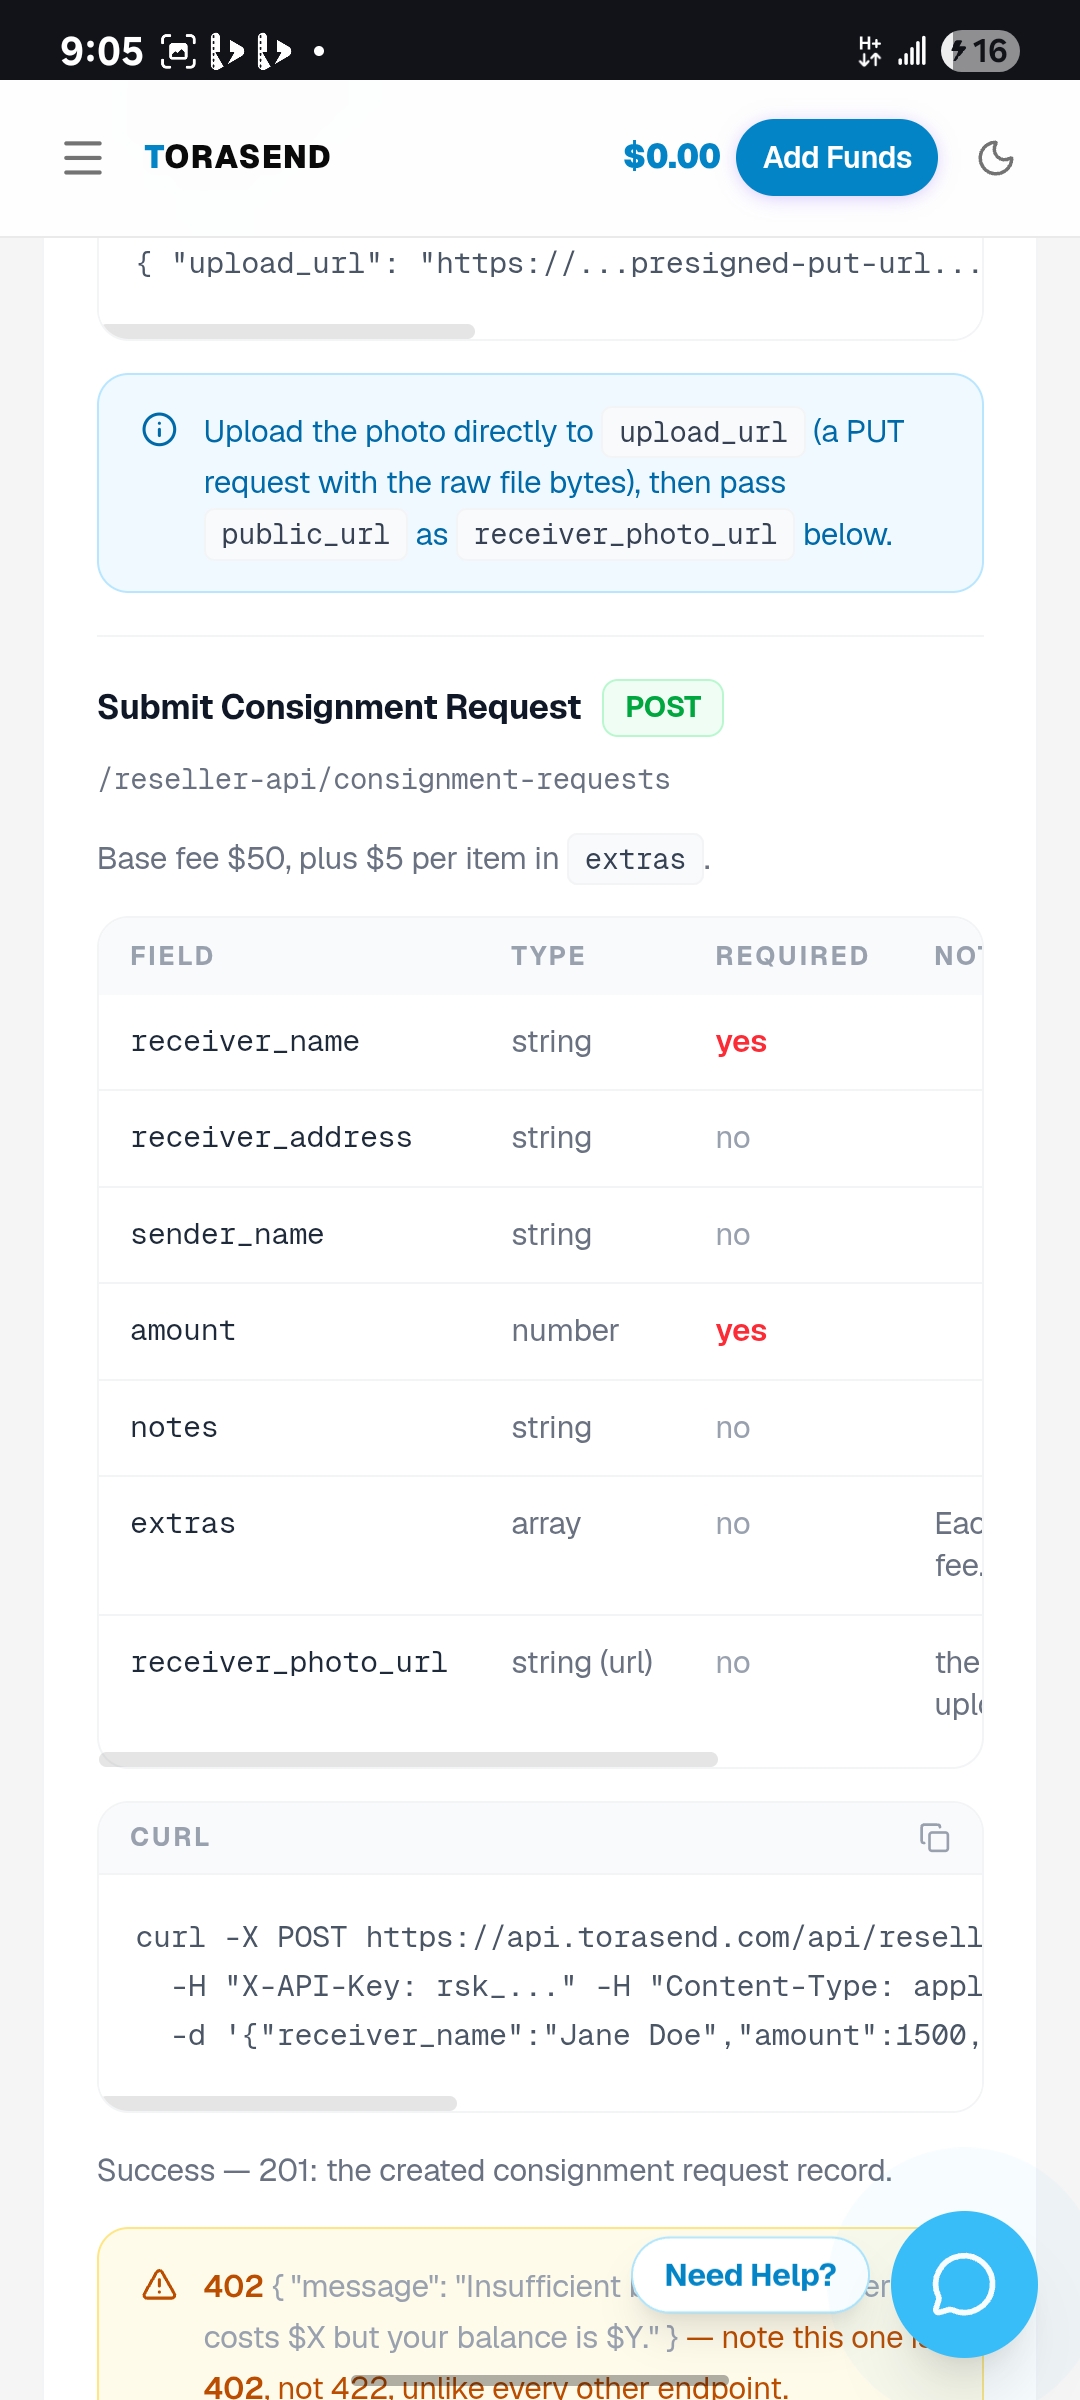 9:05
H+
16
TORASEND
$0.00
Add Funds
{ "upload_url": "https://...presigned-put-url...
Upload the photo directly to upload_url (a PUT
request with the raw file bytes), then pass
public_url as receiver_photo_url below.
Submit Consignment Request POST
/reseller-api/consignment-requests
Base fee $50, plus $5 per item in extras.
FIELD TYPE REQUIRED
receiver_name string yes
receiver_address string no
sender_name string no
amount number yes
notes string no
extras array no
fee.
receiver_photo_url string (url) no the
CURL
curl -X POST https://api.torasend.com/api/resell
-H "X-API-Key: rsk_..." -H "Content-Type: appl
-d '{"receiver_name":"Jane Doe","amount":1500,
Success — 201: the created consignment request record.
402 { "message": "Insufficient
Need Help?
costs $X but your balance is $Y." } — note this one
402, not 422, unlike every other endpoint.